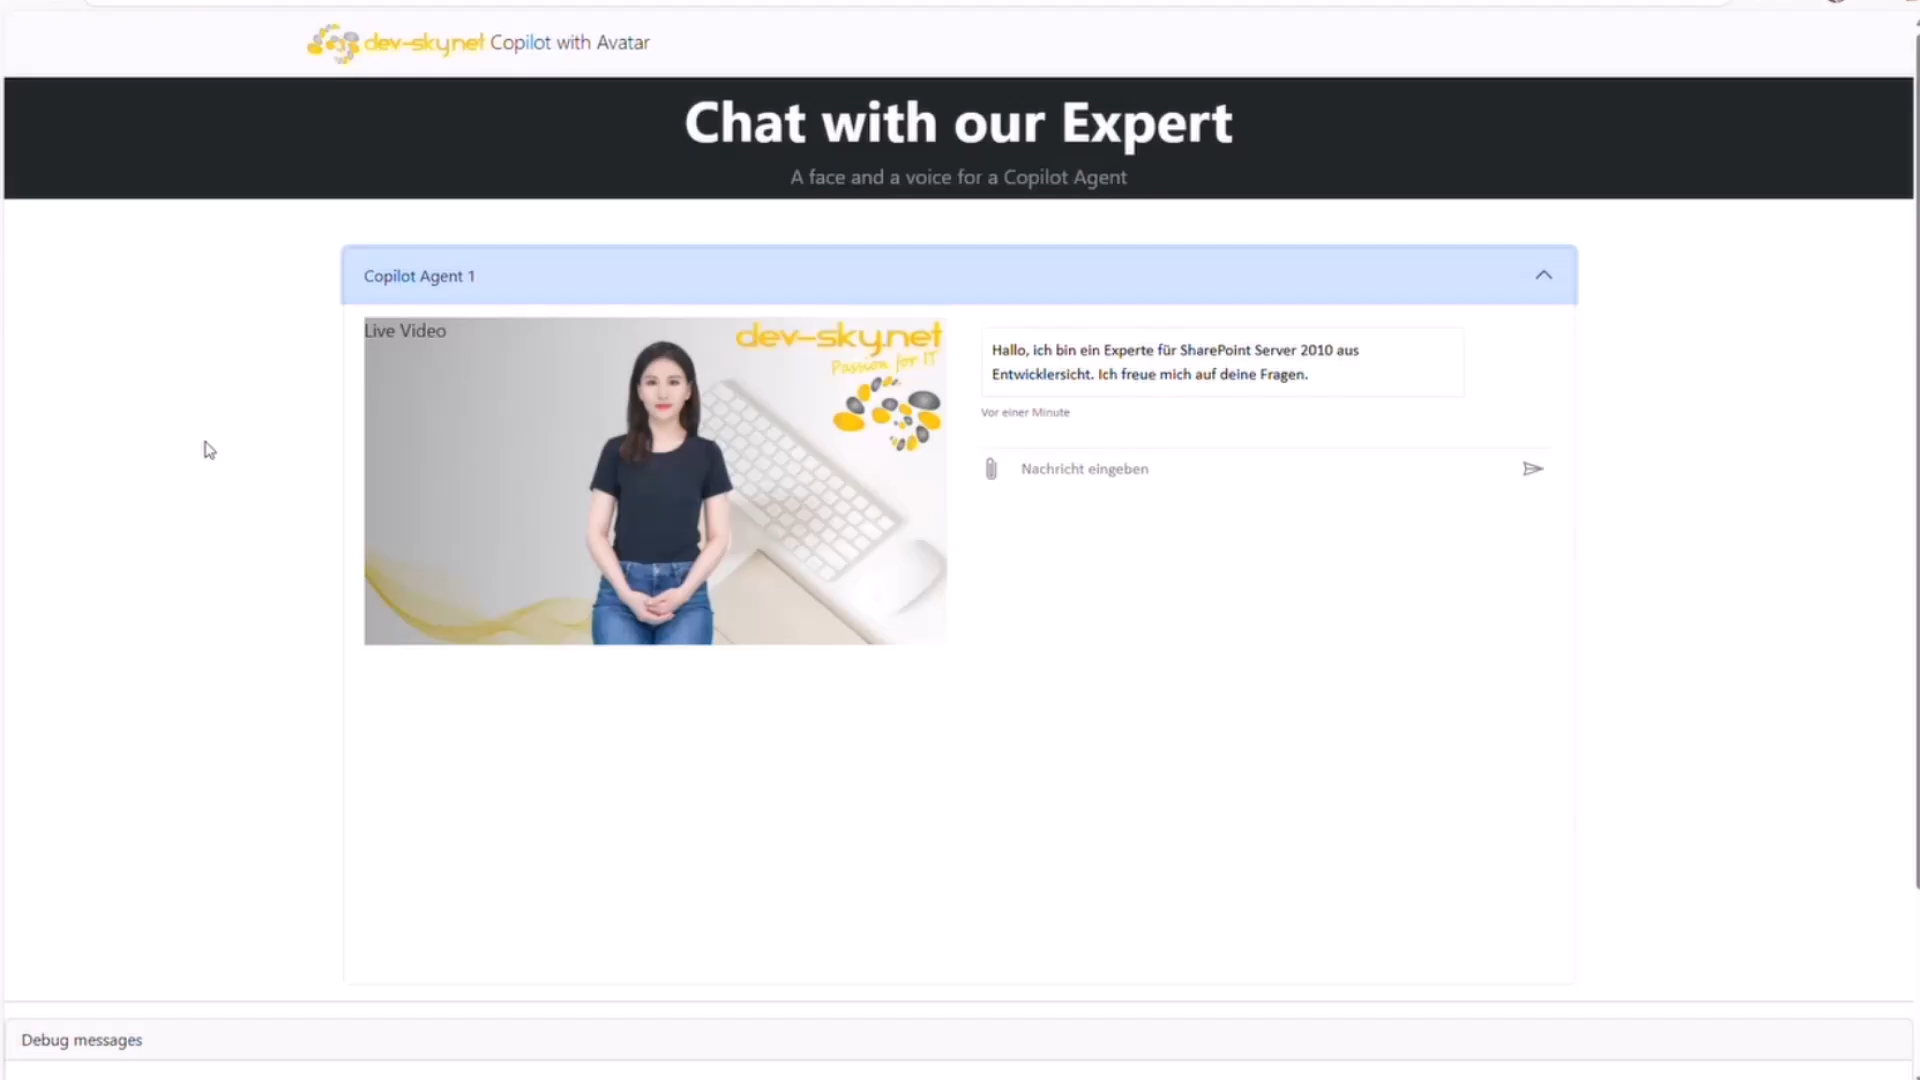 dev-sky.net Copilot with Avatar
Chat with our Expert
A face and a voice for a Copilot Agent
Copilot Agent 1
Live Video
dev-sky.net
Passion for IT
Hallo, ich bin ein Experte für SharePoint Server 2010 aus
Entwicklersicht. Ich freue mich auf deine Fragen.
Vor einer Minute
Nachricht eingeben
Debug messages